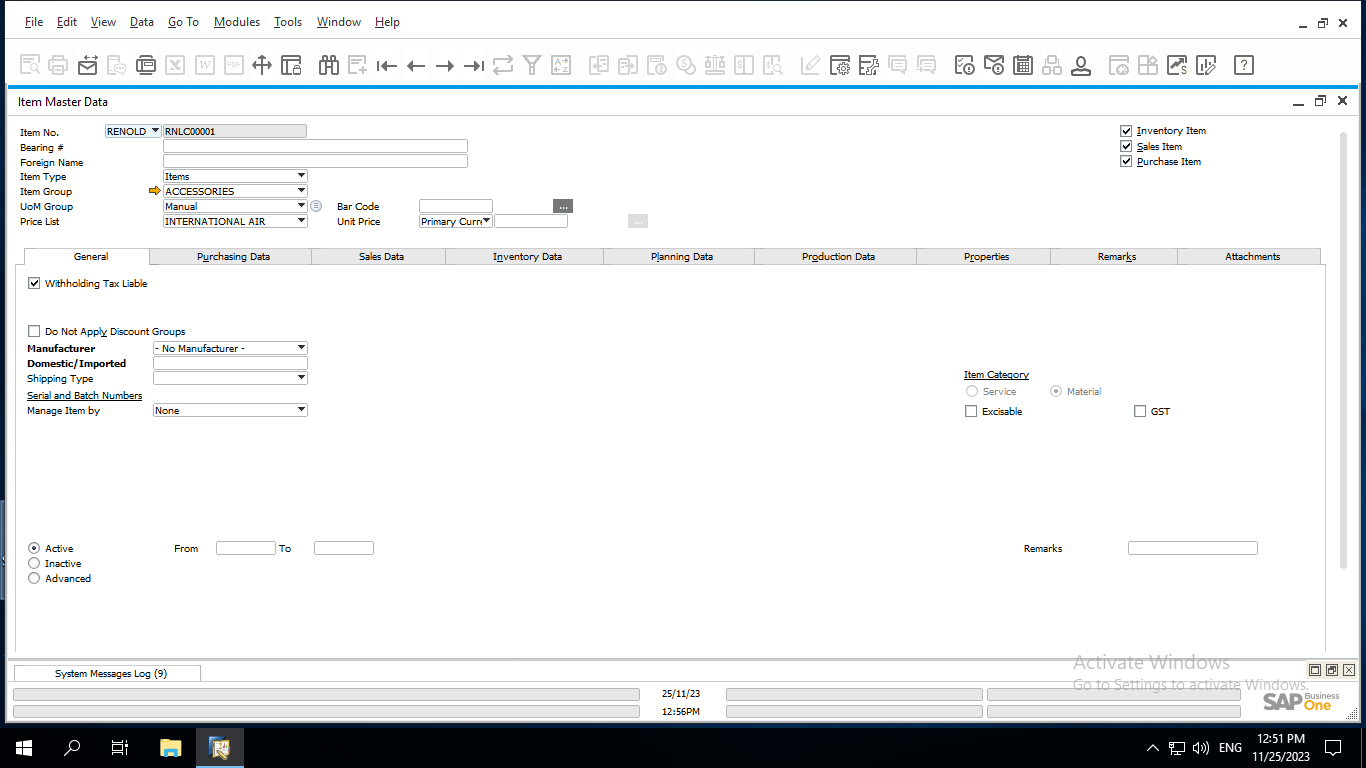 File Edit View Data Go To Modules Tools Window Help
Item Master Data
Item No. RENOLD RNLC00001
Inventory Item
Bearing #
Sales Item
Foreign Name
Purchase Item
Item Type Items
Item Group ACCESSORIES
UoM Group Manual Bar Code ...
Price List INTERNATIONAL AIR Unit Price Primary Curre ...
General Purchasing Data Sales Data Inventory Data Planning Data Production Data Properties Remarks Attachments
Withholding Tax Liable
Do Not Apply Discount Groups
Manufacturer - No Manufacturer -
Domestic/Imported
Shipping Type
Item Category
Serial and Batch Numbers
Service Material
Manage Item by None
Excisable GST
Active From To Remarks
Inactive
Advanced
Activate Windows
Go to Settings to activate Windows.
System Messages Log (9)
25/11/23
12:56PM
SAP Business One
ENG
12:51 PM
11/25/2023